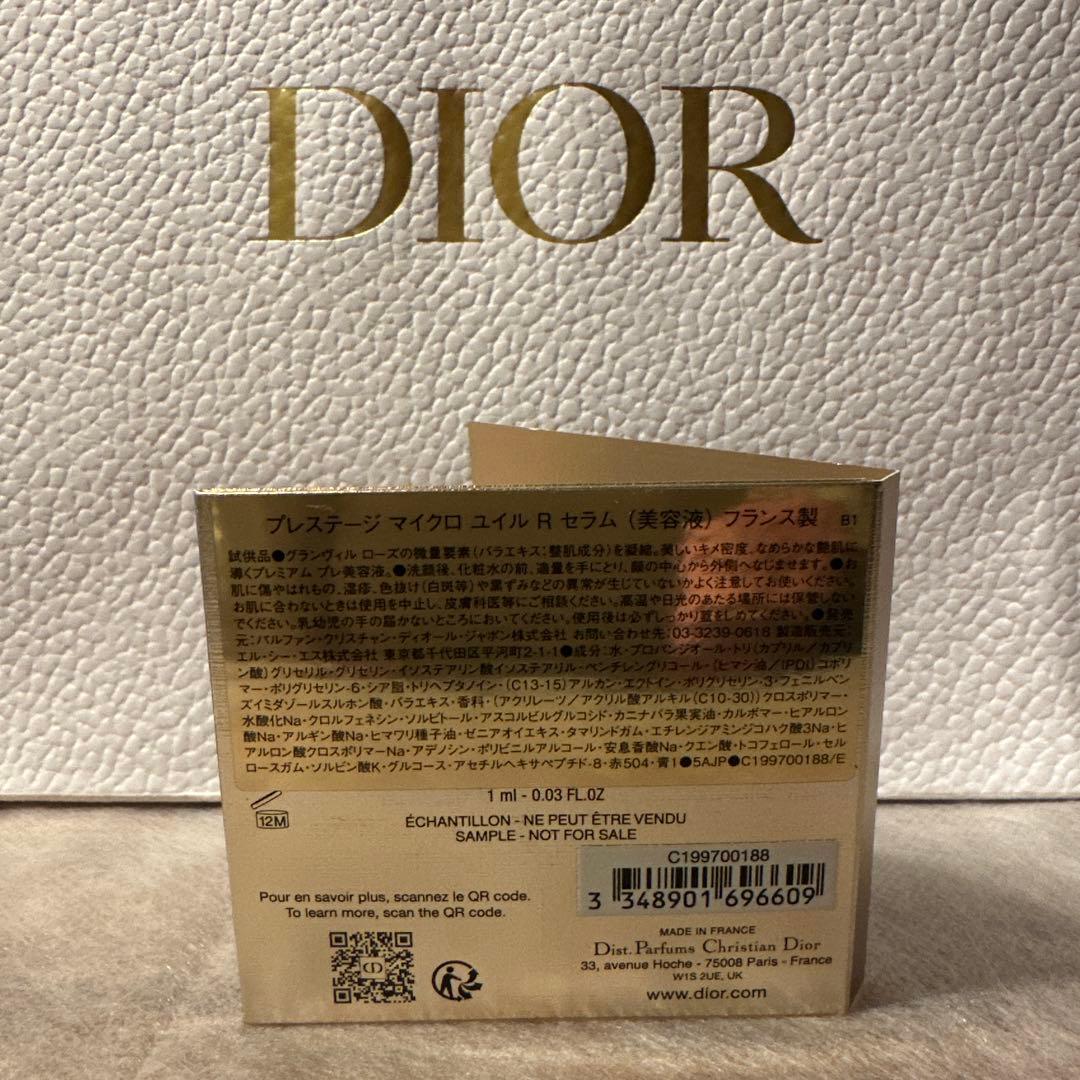 DIOR
プレステージ マイクロ ユイル R セラム (美容液) フランス製 B1
試供品●グランヴィル ローズの微量要素(バラエキス:整肌成分)を凝縮。美しいキメ密度、なめらかな艶肌に
導くプレミアム プレ美容液。●洗顔後、化粧水の前、適量を手にとり、顔の中心から外側へなじませます。●お
肌に傷やはれもの、湿疹、色抜け(白斑等)や黒ずみなどの異常が生じていないかよく注意してお使いください。
お肌に合わないときは使用を中止し、皮膚科医等にご相談ください。高温や日光のあたる場所には保管しない
でください。乳幼児の手の届かないところにおいてください。使用後は必ずしっかり蓋をしめてください。●発売
元:パルファン・クリスチャン・ディオール・ジャポン株式会社 お問い合わせ先:03-3239-0618 製造販売元:
エル・シー・エス株式会社 東京都千代田区平河町2-1-1●成分:水・プロパンジオール・トリ(カプリル/カプリ
ン酸)グリセリル・グリセリン・イソステアリン酸イソステアリル・ペンチレングリコール・(ヒマシ油/IPDI)コポリ
マー・ポリグリセリン-6・シア脂・トリヘプタノイン・(C13-15)アルカン・エクトイン・ポリグリセリン-3・フェニルベン
ズイミダゾールスルホン酸・バラエキス・香料・(アクリレーツ/アクリル酸アルキル(C10-30))クロスポリマー・
水酸化Na・クロルフェネシン・ソルビトール・アスコルビルグルコシド・カニナバラ果実油・カルボマー・ヒアルロン
酸Na・アルギン酸Na・ヒマワリ種子油・ゼニアオイエキス・タマリンドガム・エチレンジアミンジコハク酸3Na・ヒ
アルロン酸クロスポリマーNa・アデノシン・ポリビニルアルコール・安息香酸Na・クエン酸・トコフェロール・セル
ロースガム・ソルビン酸K・グルコース・アセチルヘキサペプチド-8・赤504・青1●5AJP●C199700188/E
12M
1 ml - 0.03 FL.OZ
ÉCHANTILLON - NE PEUT ÊTRE VENDU
SAMPLE - NOT FOR SALE
C199700188
3 348901 696609
Pour en savoir plus, scannez le QR code.
To learn more, scan the QR code.
MADE IN FRANCE
Dist. Parfums Christian Dior
33, avenue Hoche - 75008 Paris - France
W1S 2UE, UK
www.dior.com